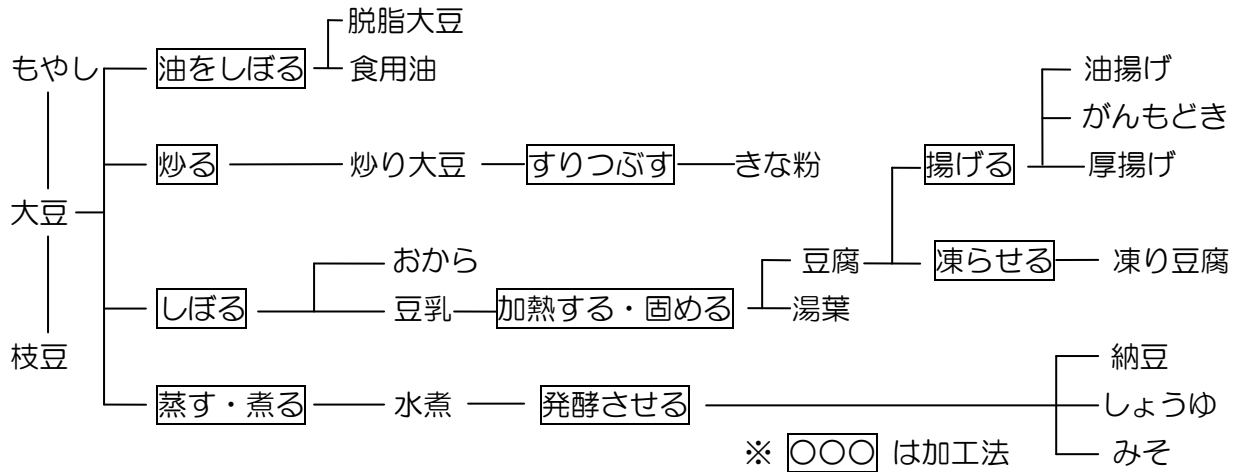 脱脂大豆
もやし 油をしぼる 食用油 油揚げ
がんもどき
炒る 炒り大豆 すりつぶす きな粉 揚げる 厚揚げ
大豆
おから 豆腐 凍らせる 凍り豆腐
しぼる 豆乳 加熱する・固める 湯葉
枝豆 納豆
蒸す・煮る 水煮 発酵させる しょうゆ
※ 〇〇〇 は加工法 みそ